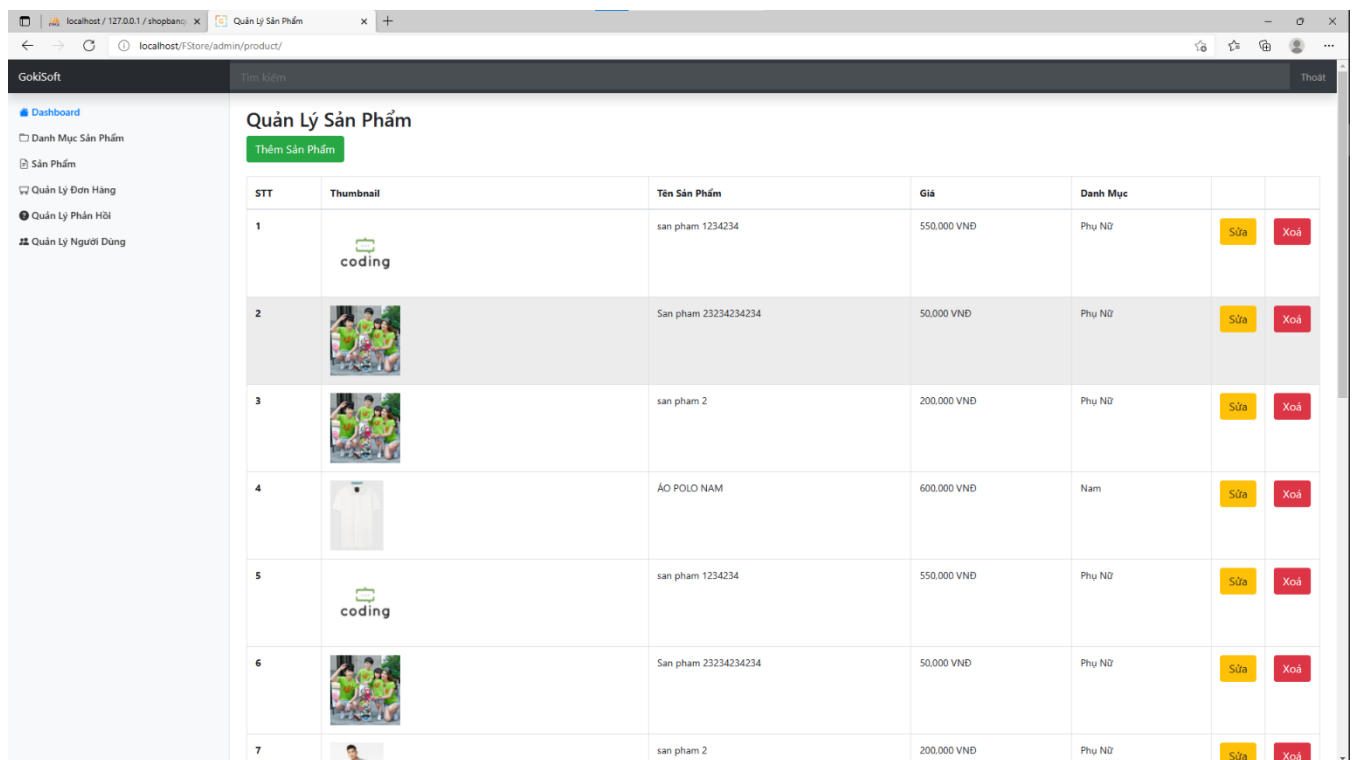 localhost / 127.0.0.1 / shopbanq
Quản Lý Sản Phẩm
localhost/FStore/admin/product/
GokiSoft
Tìm kiếm
Thoát
Dashboard
Danh Mục Sản Phẩm
Sản Phẩm
Quản Lý Đơn Hàng
Quản Lý Phản Hồi
Quản Lý Người Dùng
Quản Lý Sản Phẩm
Thêm Sản Phẩm
STT Thumbnail Tên Sản Phẩm Giá Danh Mục
1 coding san pham 1234234 550,000 VNĐ Phụ Nữ Sửa Xoá
2 San pham 23234234234 50,000 VNĐ Phụ Nữ Sửa Xoá
3 san pham 2 200,000 VNĐ Phụ Nữ Sửa Xoá
4 ÁO POLO NAM 600,000 VNĐ Nam Sửa Xoá
5 coding san pham 1234234 550,000 VNĐ Phụ Nữ Sửa Xoá
6 San pham 23234234234 50,000 VNĐ Phụ Nữ Sửa Xoá
7 san pham 2 200,000 VNĐ Phụ Nữ Sửa Xoá